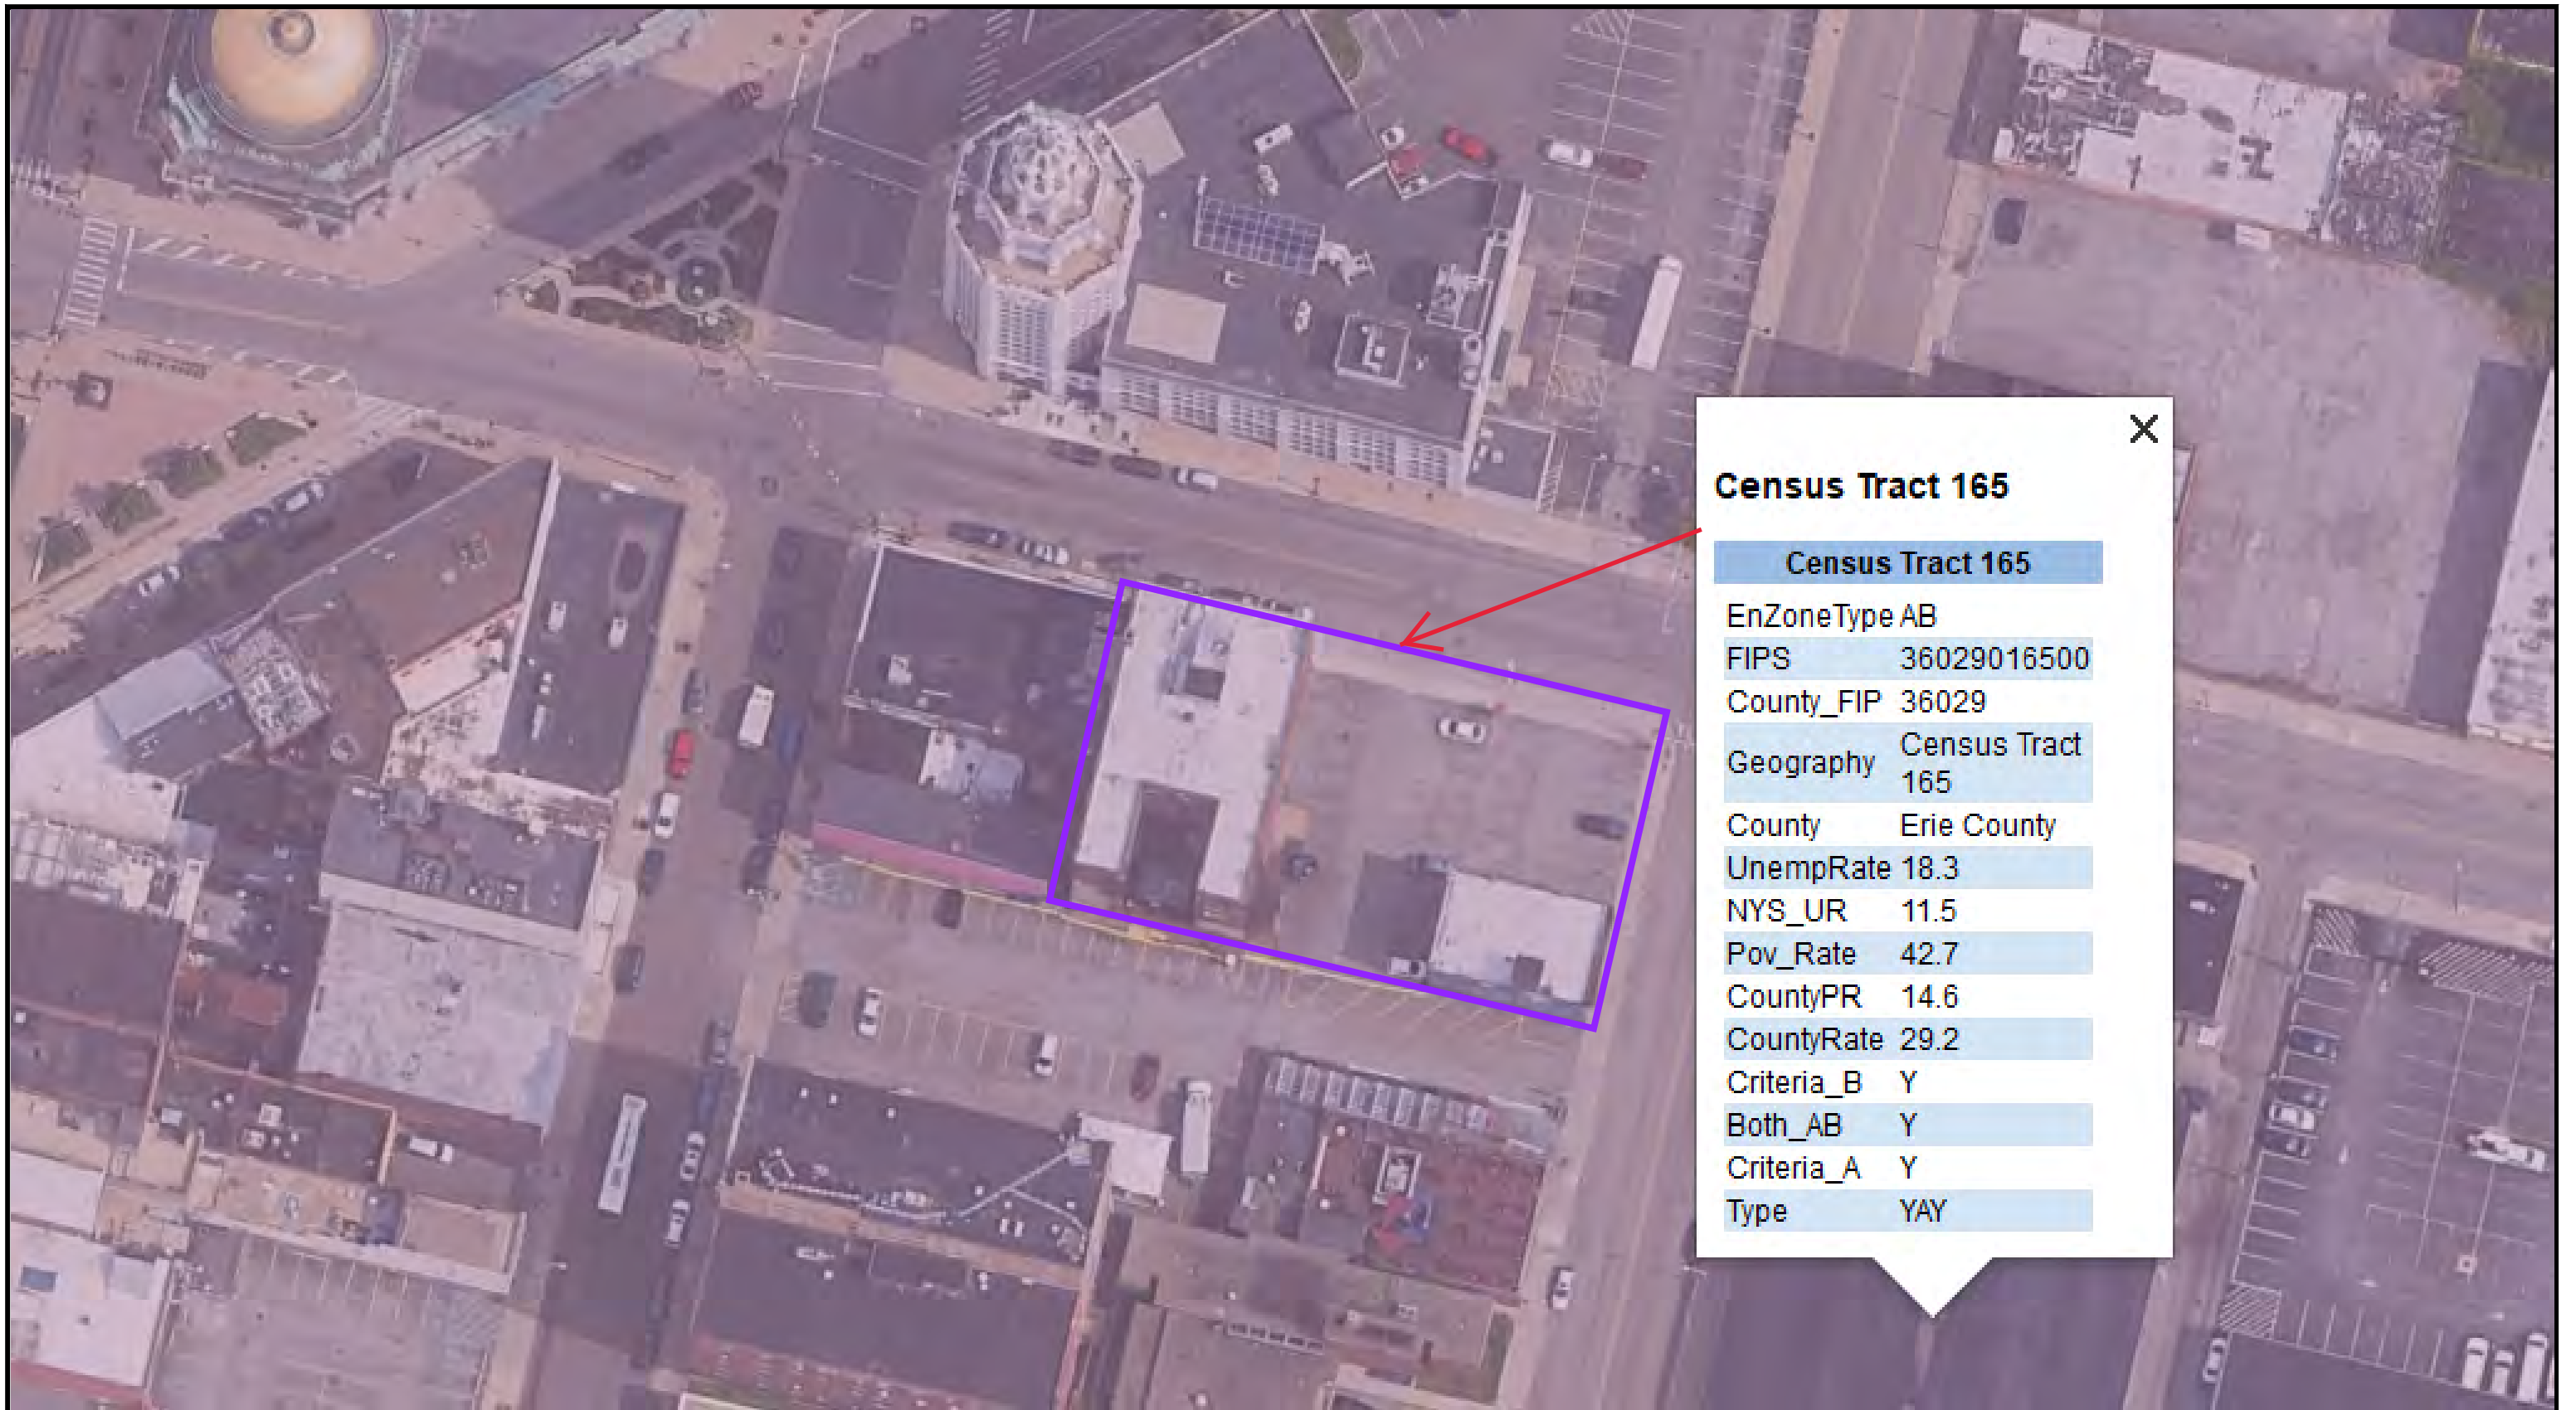 Census Tract 165
Census Tract 165
EnZoneType AB
FIPS 36029016500
County_FIP 36029
Geography Census Tract
165
County Erie County
UnempRate 18.3
NYS_UR 11.5
Pov_Rate 42.7
CountyPR 14.6
CountyRate 29.2
Criteria_B Y
Both_AB Y
Criteria_A Y
Type YAY